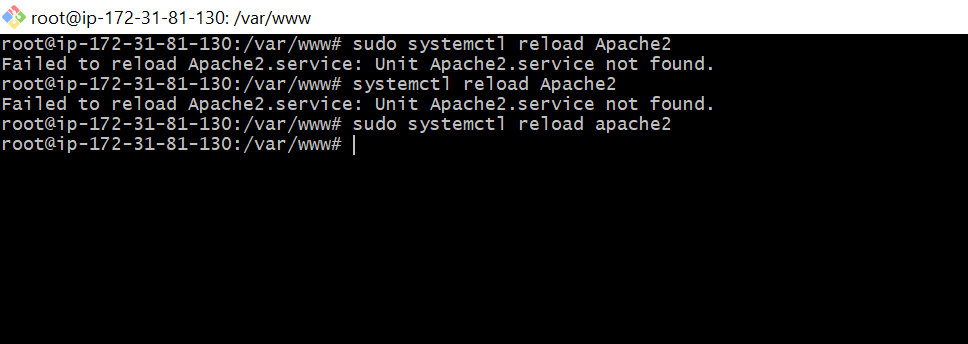 root@ip-172-31-81-130: /var/www
root@ip-172-31-81-130:/var/www# sudo systemctl reload Apache2
Failed to reload Apache2.service: Unit Apache2.service not found.
root@ip-172-31-81-130:/var/www# systemctl reload Apache2
Failed to reload Apache2.service: Unit Apache2.service not found.
root@ip-172-31-81-130:/var/www# sudo systemctl reload apache2
root@ip-172-31-81-130:/var/www#